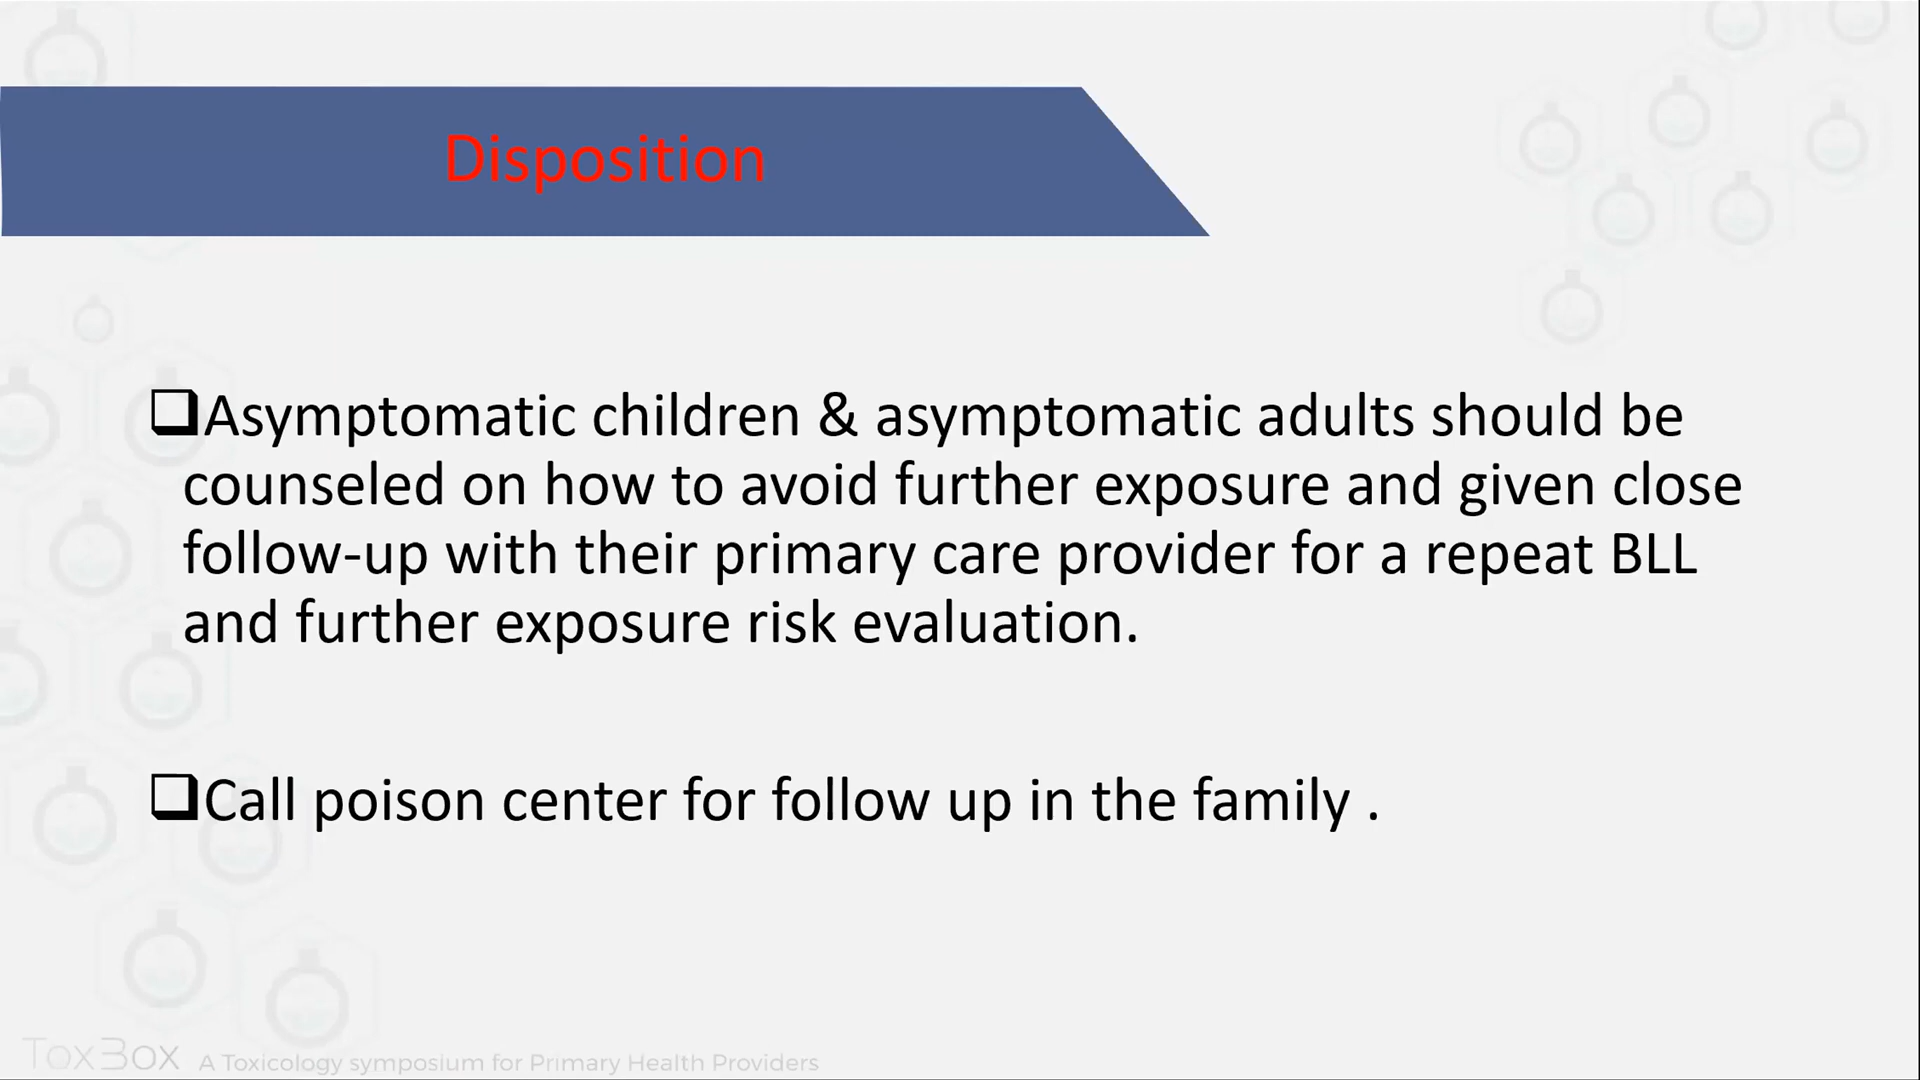 Disposition
❑Asymptomatic children & asymptomatic adults should be
counseled on how to avoid further exposure and given close
follow-up with their primary care provider for a repeat BLL
and further exposure risk evaluation.
❑Call poison center for follow up in the family .
ToxBox A Toxicology symposium for Primary Health Providers